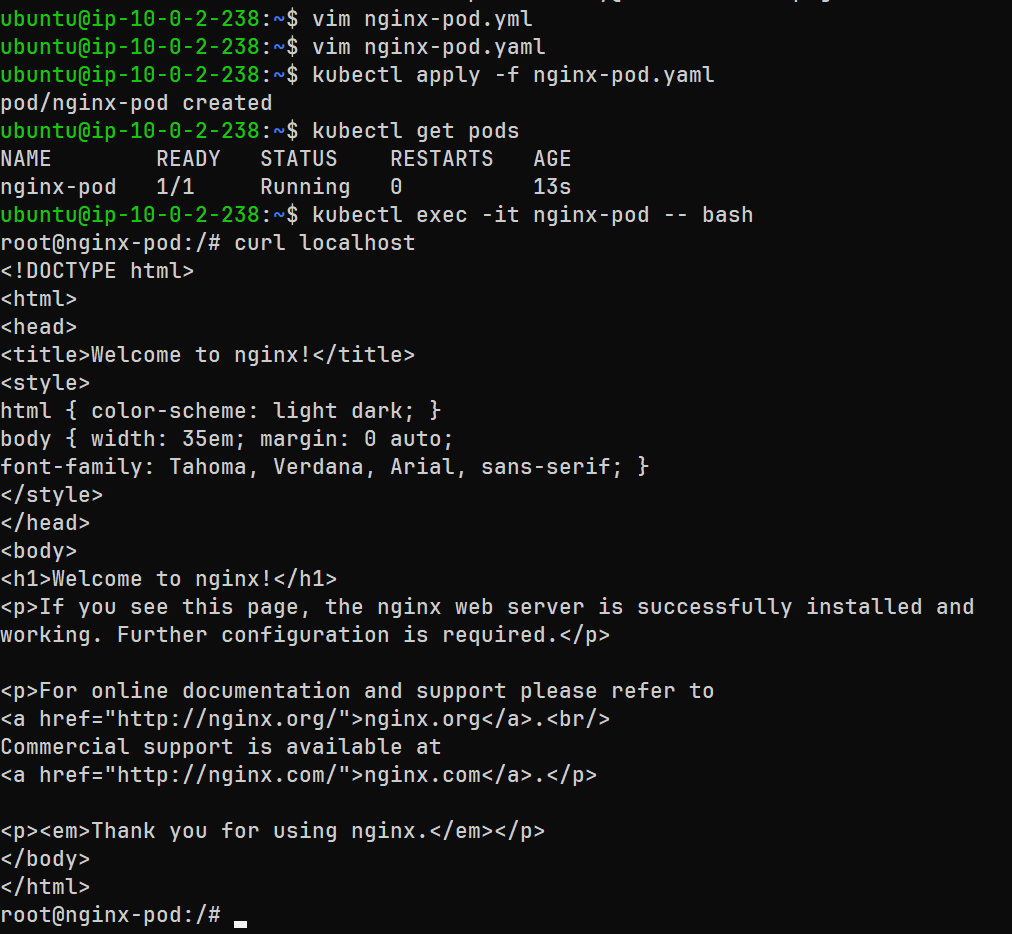 ubuntu@ip-10-0-2-238:~$ vim nginx-pod.yml
ubuntu@ip-10-0-2-238:~$ vim nginx-pod.yaml
ubuntu@ip-10-0-2-238:~$ kubectl apply -f nginx-pod.yaml
pod/nginx-pod created
ubuntu@ip-10-0-2-238:~$ kubectl get pods
NAME        READY   STATUS    RESTARTS   AGE
nginx-pod   1/1     Running   0          13s
ubuntu@ip-10-0-2-238:~$ kubectl exec -it nginx-pod -- bash
root@nginx-pod:/# curl localhost
<!DOCTYPE html>
<html>
<head>
<title>Welcome to nginx!</title>
<style>
html { color-scheme: light dark; }
body { width: 35em; margin: 0 auto;
font-family: Tahoma, Verdana, Arial, sans-serif; }
</style>
</head>
<body>
<h1>Welcome to nginx!</h1>
<p>If you see this page, the nginx web server is successfully installed and
working. Further configuration is required.</p>

<p>For online documentation and support please refer to
<a href="http://nginx.org/">nginx.org</a>.<br/>
Commercial support is available at
<a href="http://nginx.com/">nginx.com</a>.</p>

<p><em>Thank you for using nginx.</em></p>
</body>
</html>
root@nginx-pod:/#